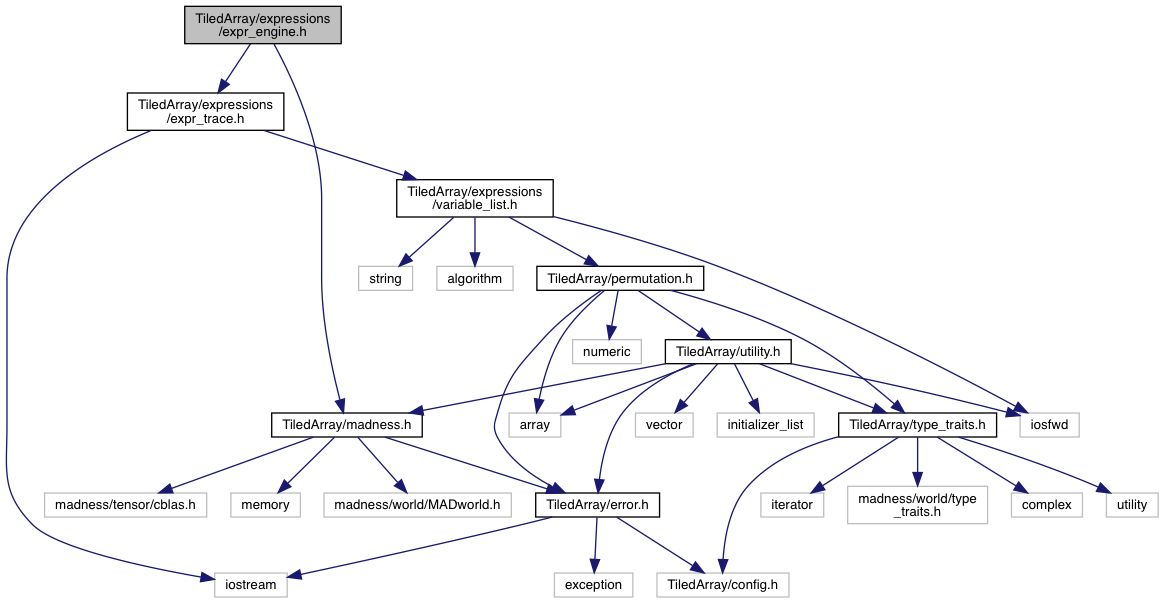 TiledArray/expressions
/expr_engine.h
TiledArray/expressions
/expr_trace.h
TiledArray/expressions
/variable_list.h
string
algorithm
TiledArray/permutation.h
numeric
TiledArray/utility.h
TiledArray/madness.h
array
vector
initializer_list
TiledArray/type_traits.h
iosfwd
madness/tensor/cblas.h
memory
madness/world/MADworld.h
TiledArray/error.h
iterator
madness/world/type
_traits.h
complex
utility
iostream
exception
TiledArray/config.h